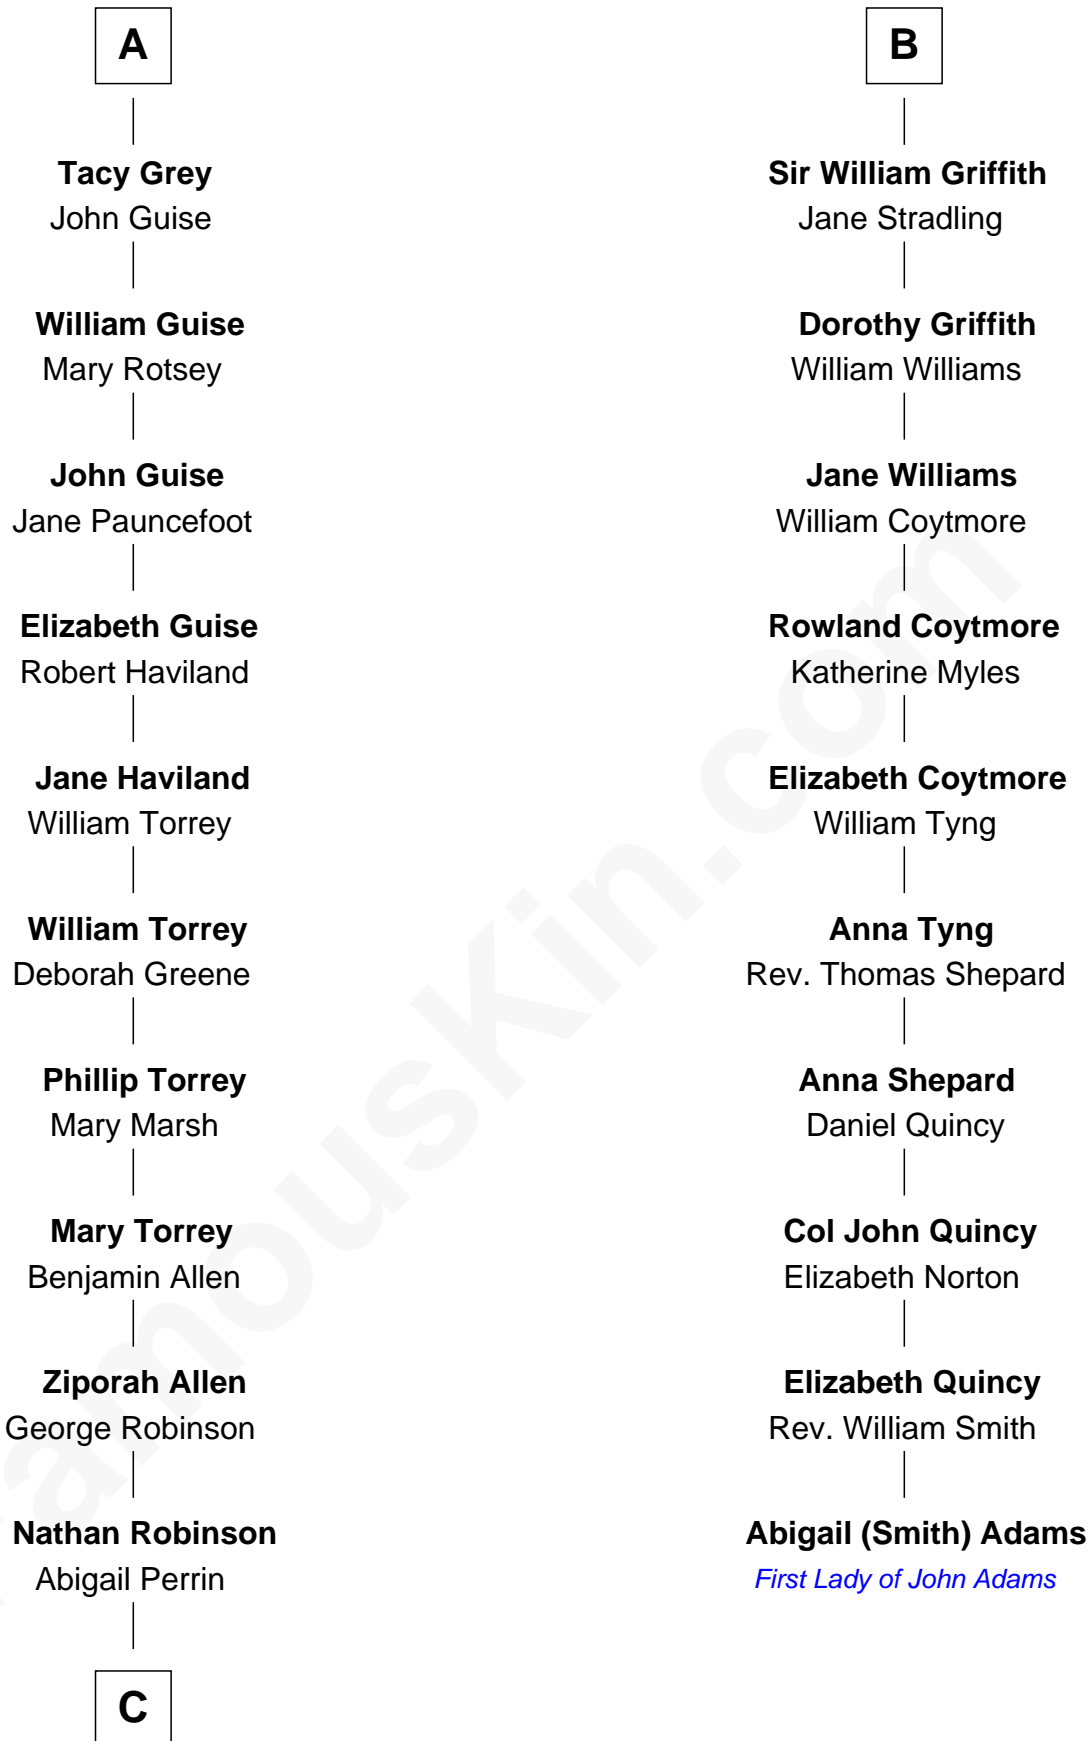 A
Tacy Grey
John Guise
William Guise
Mary Rotsey
John Guise
Jane Pauncefoot
Elizabeth Guise
Robert Haviland
Jane Haviland
William Torrey
William Torrey
Deborah Greene
Phillip Torrey
Mary Marsh
Mary Torrey
Benjamin Allen
Ziporah Allen
George Robinson
Nathan Robinson
Abigail Perrin
C
B
Sir William Griffith
Jane Stradling
Dorothy Griffith
William Williams
Jane Williams
William Coytmore
Rowland Coytmore
Katherine Myles
Elizabeth Coytmore
William Tyng
Anna Tyng
Rev. Thomas Shepard
Anna Shepard
Daniel Quincy
Col John Quincy
Elizabeth Norton
Elizabeth Quincy
Rev. William Smith
Abigail (Smith) Adams
First Lady of John Adams
FamousKin.com